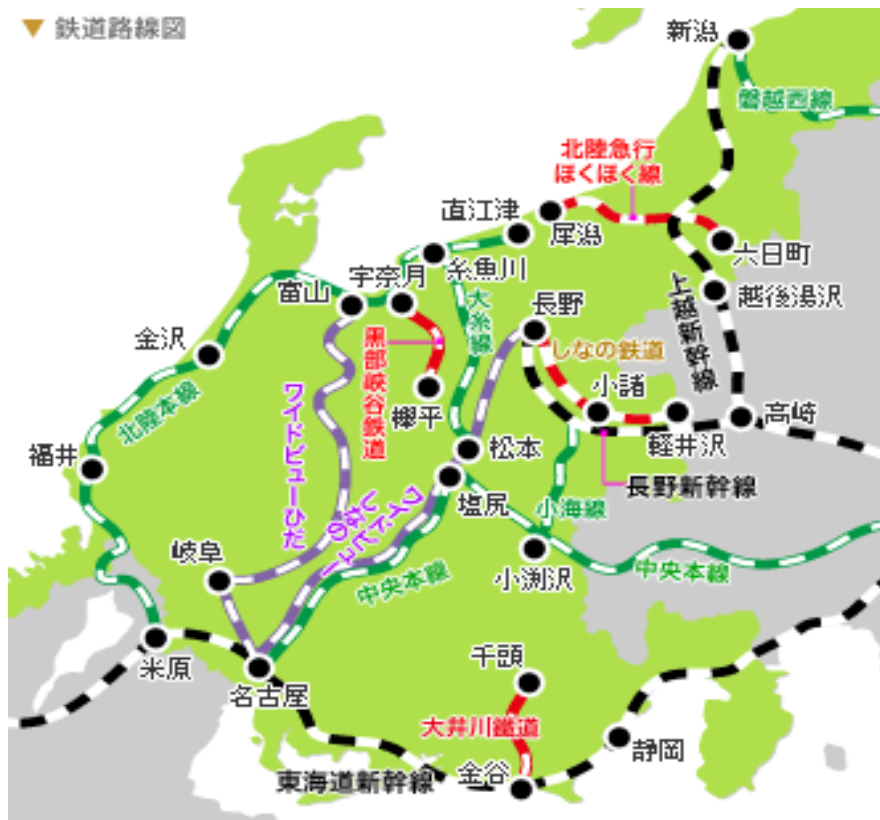 ▼ 鉄道路線図
新潟
磐越西線
北陸急行
ほくほく線
直江津
犀潟
六日町
宇奈月
糸魚川
富山
大糸線
長野
越後湯沢
上越新幹線
金沢
黒部峡谷鉄道
しなの鉄道
小諸
北陸本線
ワイドビューひだ
欅平
高崎
軽井沢
福井
松本
長野新幹線
塩尻
小海線
ワイドビュー
しなの
岐阜
中央本線
小渕沢
中央本線
米原
名古屋
千頭
大井川鐵道
静岡
金谷
東海道新幹線